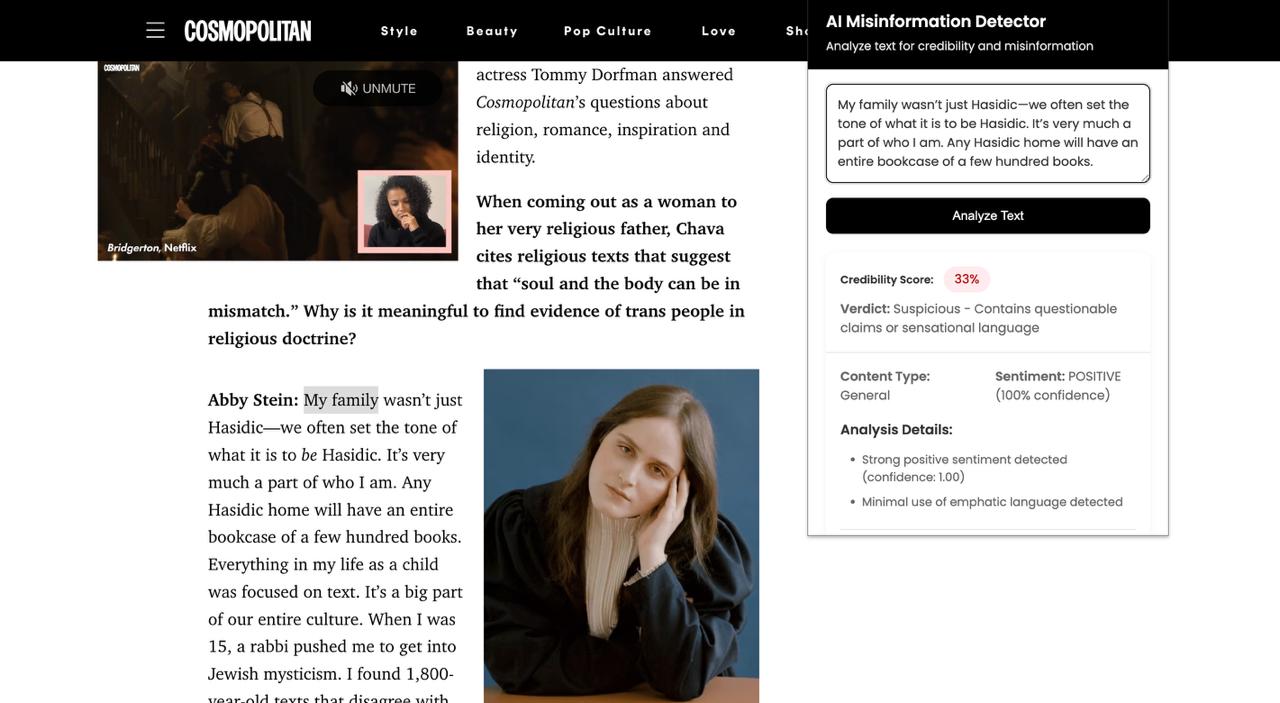 COSMOPOLITAN
Style
Beauty
Pop Culture
Love
Sho
COSMOPOLITAN
UNMUTE
Bridgerton, Netflix
actress Tommy Dorfman answered
Cosmopolitan’s questions about
religion, romance, inspiration and
identity.
When coming out as a woman to
her very religious father, Chava
cites religious texts that suggest
that “soul and the body can be in
mismatch.” Why is it meaningful to find evidence of trans people in
religious doctrine?
Abby Stein: My family wasn’t just
Hasidic—we often set the tone of
what it is to be Hasidic. It’s very
much a part of who I am. Any
Hasidic home will have an entire
bookcase of a few hundred books.
Everything in my life as a child
was focused on text. It’s a big part
of our entire culture. When I was
15, a rabbi pushed me to get into
Jewish mysticism. I found 1,800-
year-old texts that disagree with
AI Misinformation Detector
Analyze text for credibility and misinformation
My family wasn’t just Hasidic—we often set the
tone of what it is to be Hasidic. It’s very much a
part of who I am. Any Hasidic home will have an
entire bookcase of a few hundred books.
Analyze Text
Credibility Score: 33%
Verdict: Suspicious - Contains questionable
claims or sensational language
Content Type:
General
Sentiment: POSITIVE
(100% confidence)
Analysis Details:
• Strong positive sentiment detected
(confidence: 1.00)
• Minimal use of emphatic language detected